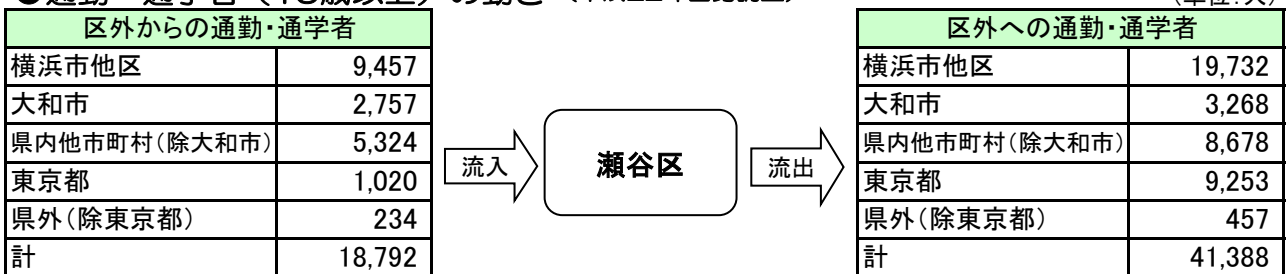 区外からの通勤・通学者
横浜市他区 9,457
大和市 2,757
県内他市町村(除大和市) 5,324
東京都 1,020
県外(除東京都) 234
計 18,792
流入
瀬谷区
流出
区外への通勤・通学者
横浜市他区 19,732
大和市 3,268
県内他市町村(除大和市) 8,678
東京都 9,253
県外(除東京都) 457
計 41,388